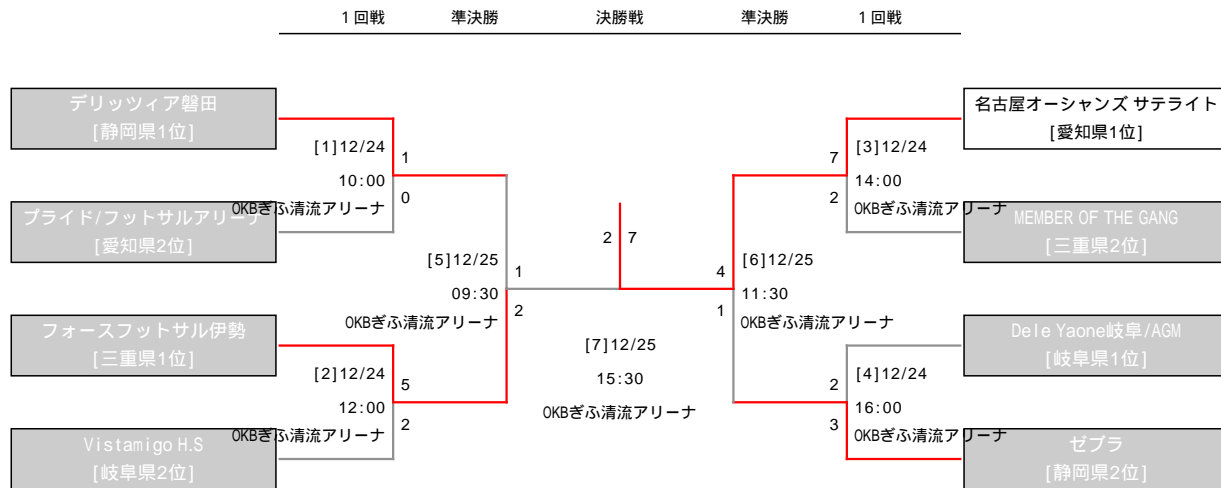 1回戦 準決勝 決勝戦 準決勝 1回戦
デリッツィア磐田
[静岡県1位]
[1]12/24
10:00
OKBぎふ清流アリーナ
1
0
プライド/フットサルアリーナ
[愛知県2位]
フォースフットサル伊勢
[三重県1位]
[2]12/24
12:00
OKBぎふ清流アリーナ
5
2
Vistamigo H.S
[岐阜県2位]
[5]12/25
09:30
OKBぎふ清流アリーナ
1
2
2 7
[7]12/25
15:30
OKBぎふ清流アリーナ
4
1
[6]12/25
11:30
OKBぎふ清流アリーナ
名古屋オーシャンズ サテライト
[愛知県1位]
7
2
[3]12/24
14:00
OKBぎふ清流アリーナ
MEMBER OF THE GANG
[三重県2位]
Dele Yaone岐阜/AGM
[岐阜県1位]
2
3
[4]12/24
16:00
OKBぎふ清流アリーナ
ゼブラ
[静岡県2位]